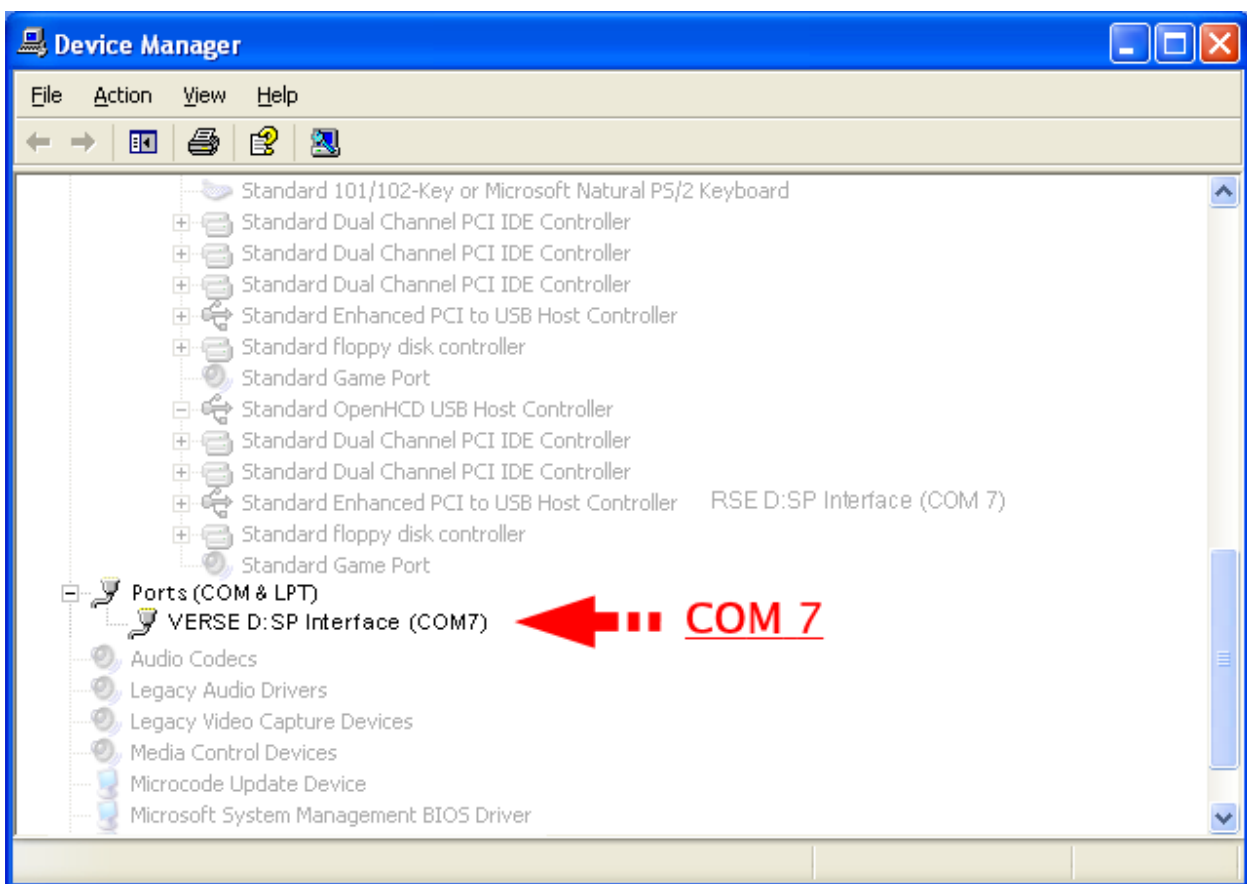 Device Manager
File Action View Help
Standard 101/102-Key or Microsoft Natural PS/2 Keyboard
Standard Dual Channel PCI IDE Controller
Standard Dual Channel PCI IDE Controller
Standard Dual Channel PCI IDE Controller
Standard Enhanced PCI to USB Host Controller
Standard floppy disk controller
Standard Game Port
Standard OpenHCD USB Host Controller
Standard Dual Channel PCI IDE Controller
Standard Dual Channel PCI IDE Controller
Standard Enhanced PCI to USB Host Controller RSE D:SP Interface (COM 7)
Standard floppy disk controller
Standard Game Port
Ports (COM & LPT)
VERSE D:SP Interface (COM7) COM 7
Audio Codecs
Legacy Audio Drivers
Legacy Video Capture Devices
Media Control Devices
Microcode Update Device
Microsoft System Management BIOS Driver